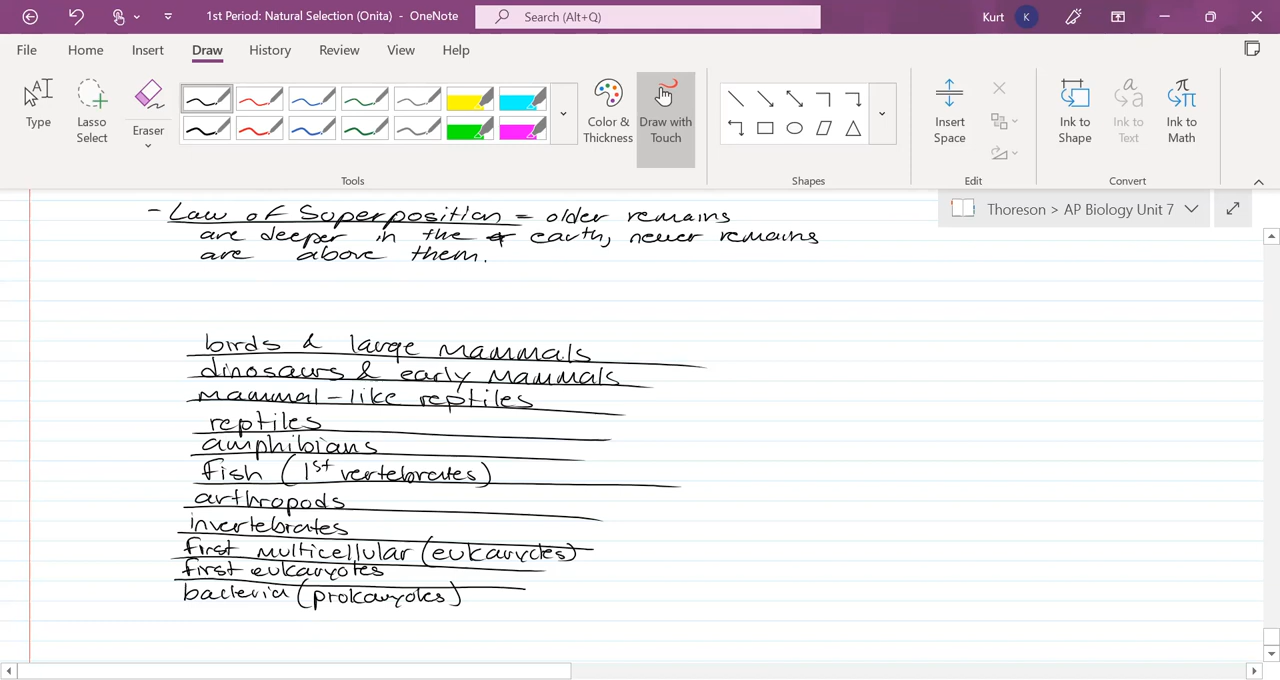 1st Period: Natural Selection (Onita) - OneNote
Search (Alt+Q)
Kurt K
File Home Insert Draw History Review View Help
Type
Lasso Select
Eraser
Color & Thickness
Draw with Touch
Insert Space
Ink to Shape
Ink to Text
Ink to Math
Tools Shapes Edit Convert
Thoreson > AP Biology Unit 7
- Law of Superposition = older remains
are deeper in the earth, newer remains
are above them.
birds & large mammals
dinosaurs & early mammals
mammal-like reptiles
reptiles
amphibians
fish (1st vertebrates)
arthropods
invertebrates
first multicellular (eukaryotes)
first eukaryotes
bacteria (prokaryotes)